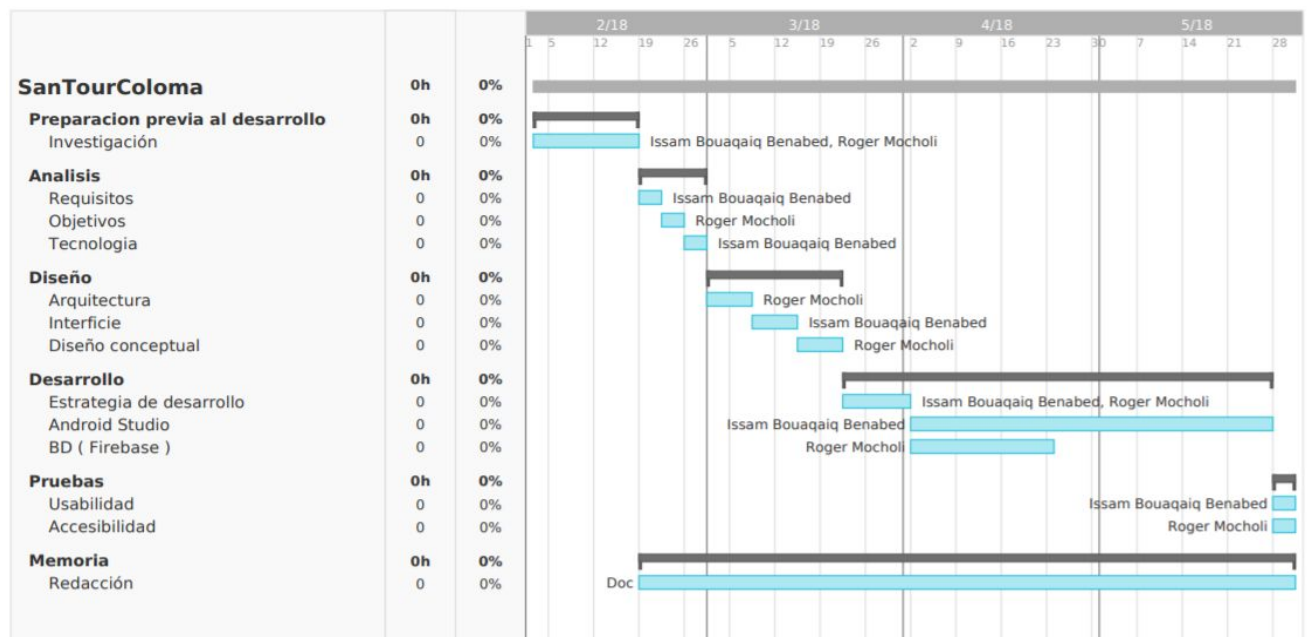 2/18 3/18 4/18 5/18
1 5 12 19 26 5 12 19 26 2 9 16 23 30 7 14 21 28
SanTourColoma 0h 0%
Preparacion previa al desarrollo 0h 0%
Investigación 0 0% Issam Bouaqaiq Benabed, Roger Mocholi
Analisis 0h 0%
Requisitos 0 0% Issam Bouaqaiq Benabed
Objetivos 0 0% Roger Mocholi
Tecnologia 0 0% Issam Bouaqaiq Benabed
Diseño 0h 0%
Arquitectura 0 0% Roger Mocholi
Interficie 0 0% Issam Bouaqaiq Benabed
Diseño conceptual 0 0% Roger Mocholi
Desarrollo 0h 0%
Estrategia de desarrollo 0 0% Issam Bouaqaiq Benabed, Roger Mocholi
Android Studio 0 0% Issam Bouaqaiq Benabed
BD ( Firebase ) 0 0% Roger Mocholi
Pruebas 0h 0%
Usabilidad 0 0% Issam Bouaqaiq Benabed
Accesibilidad 0 0% Roger Mocholi
Memoria 0h 0%
Redacción 0 0% Doc